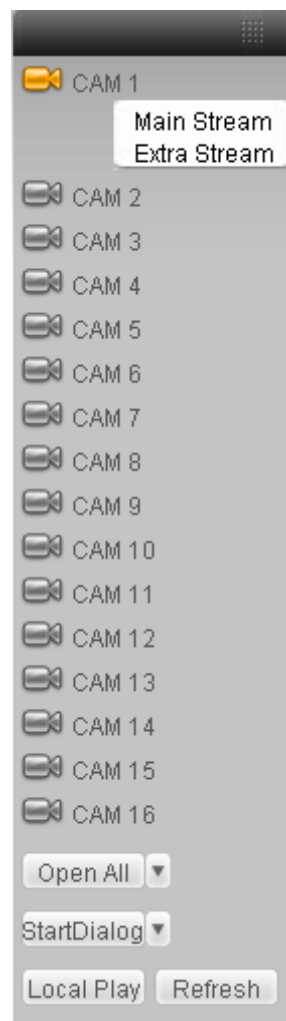 CAM 1
Main Stream
Extra Stream
CAM 2
CAM 3
CAM 4
CAM 5
CAM 6
CAM 7
CAM 8
CAM 9
CAM 10
CAM 11
CAM 12
CAM 13
CAM 14
CAM 15
CAM 16
Open All
StartDialog
Local Play Refresh